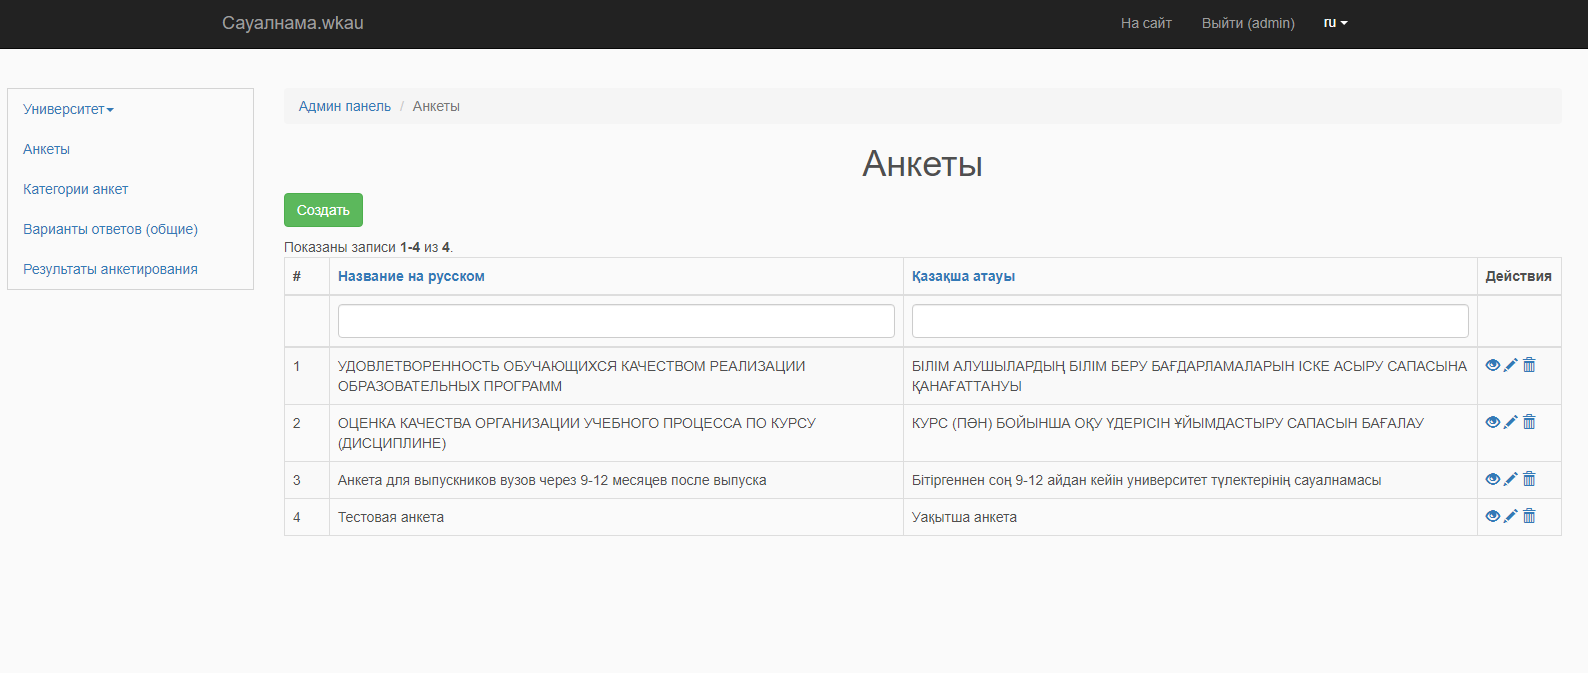 Сауалнама.wkau
На сайт
Выйти (admin)
ru
Университет
Анкеты
Категории анкет
Варианты ответов (общие)
Результаты анкетирования
Админ панель / Анкеты
Анкеты
Создать
Показаны записи 1-4 из 4.
# Название на русском Қазақша атауы Действия
1 УДОВЛЕТВОРЕННОСТЬ ОБУЧАЮЩИХСЯ КАЧЕСТВОМ РЕАЛИЗАЦИИ
ОБРАЗОВАТЕЛЬНЫХ ПРОГРАММ
БІЛІМ АЛУШЫЛАРДЫҢ БІЛІМ БЕРУ БАҒДАРЛАМАЛАРЫН ІСКЕ АСЫРУ САПАСЫНА
ҚАНАҒАТТАНУЫ
2 ОЦЕНКА КАЧЕСТВА ОРГАНИЗАЦИИ УЧЕБНОГО ПРОЦЕССА ПО КУРСУ
(ДИСЦИПЛИНЕ)
КУРС (ПӘН) БОЙЫНША ОҚУ ҮДЕРІСІН ҰЙЫМДАСТЫРУ САПАСЫН БАҒАЛАУ
3 Анкета для выпускников вузов через 9-12 месяцев после выпуска
Бітіргеннен соң 9-12 айдан кейін университет түлектерінің сауалнамасы
4 Тестовая анкета
Уақытша анкета